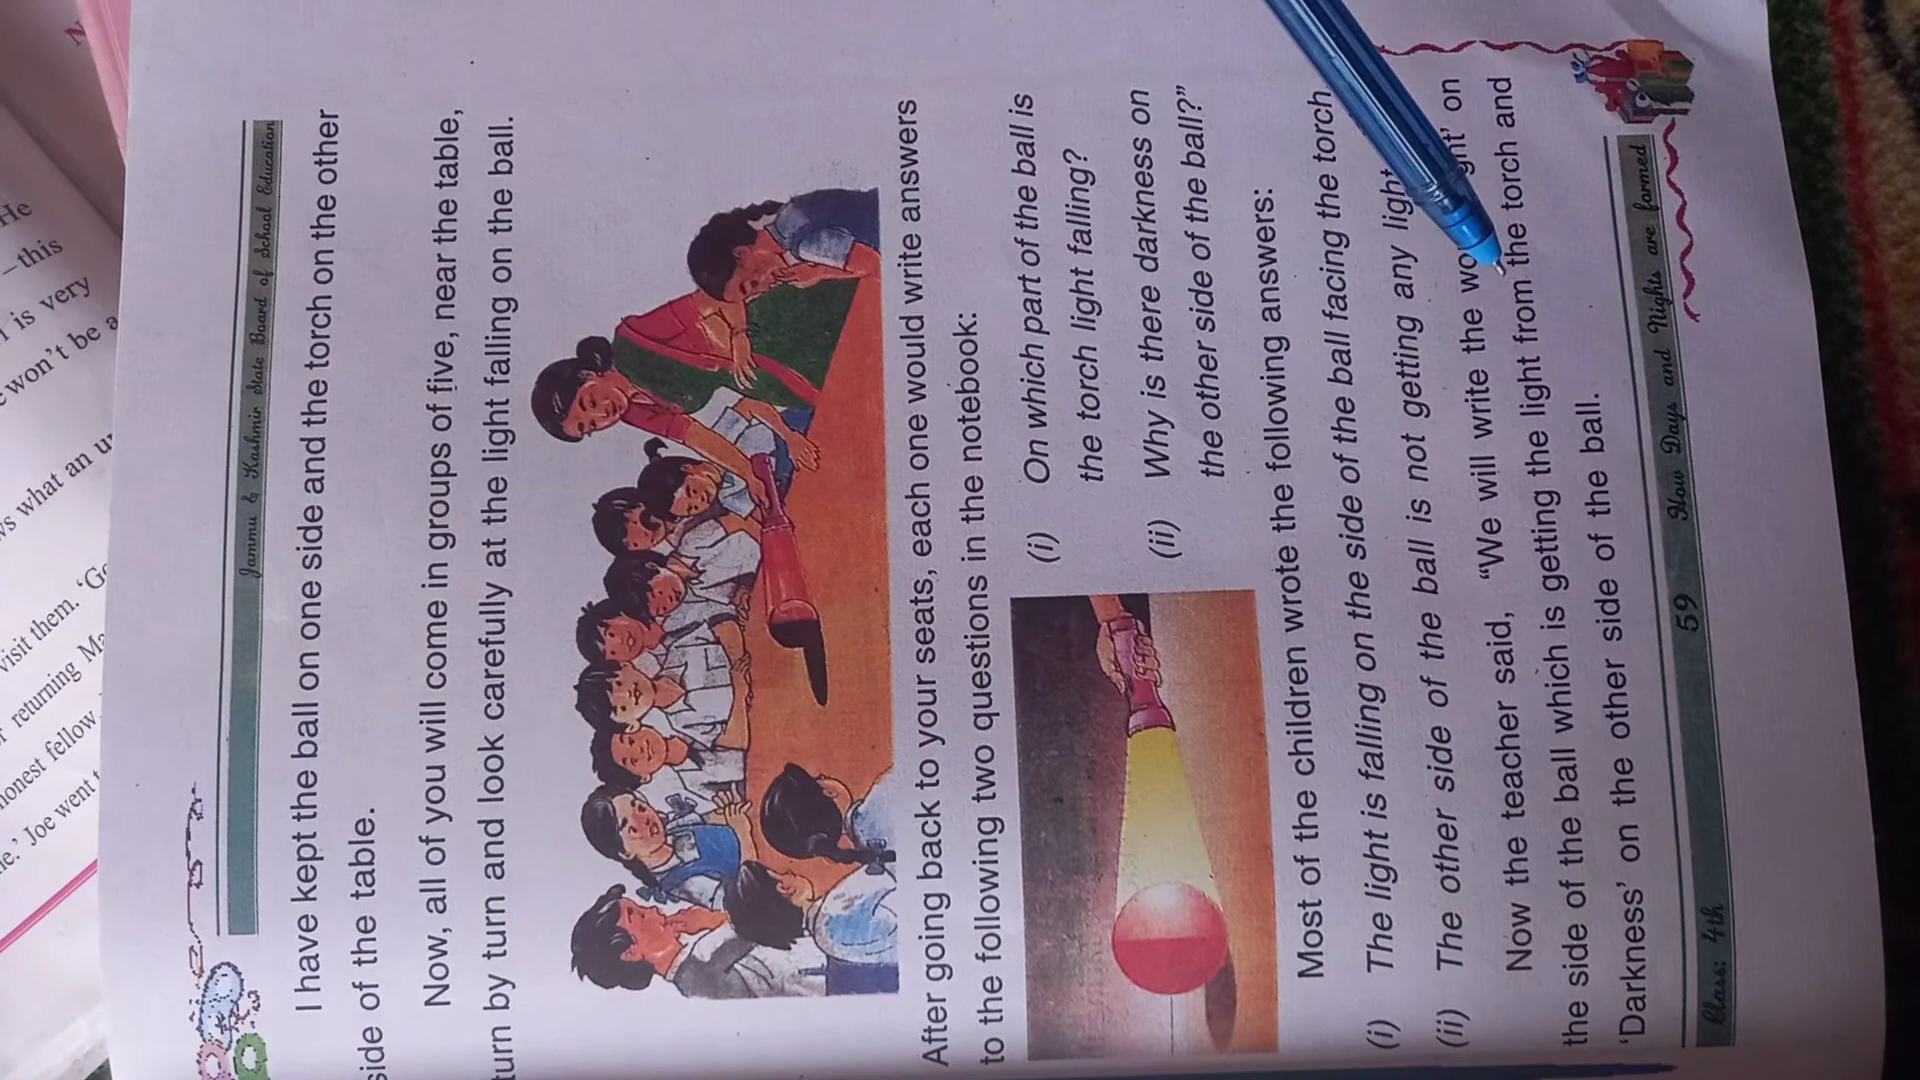 Jammu & Kashmir State Board of School Education
I have kept the ball on one side and the torch on the other
side of the table.
Now, all of you will come in groups of five, near the table,
turn by turn and look carefully at the light falling on the ball.
After going back to your seats, each one would write answers
to the following two questions in the notebook:
(i) On which part of the ball is
the torch light falling?
(ii) Why is there darkness on
the other side of the ball?”
Most of the children wrote the following answers:
(i) The light is falling on the side of the ball facing the torch
(ii) The other side of the ball is not getting any light
Now the teacher said, “We will write the on
the side of the ball which is getting the light from the torch and
‘Darkness’ on the other side of the ball.
Class: 4th 59 How Days and Nights are formed
He
– this
is very
won’t be a
what an
visit them.
returning
honest fellow
Joe went